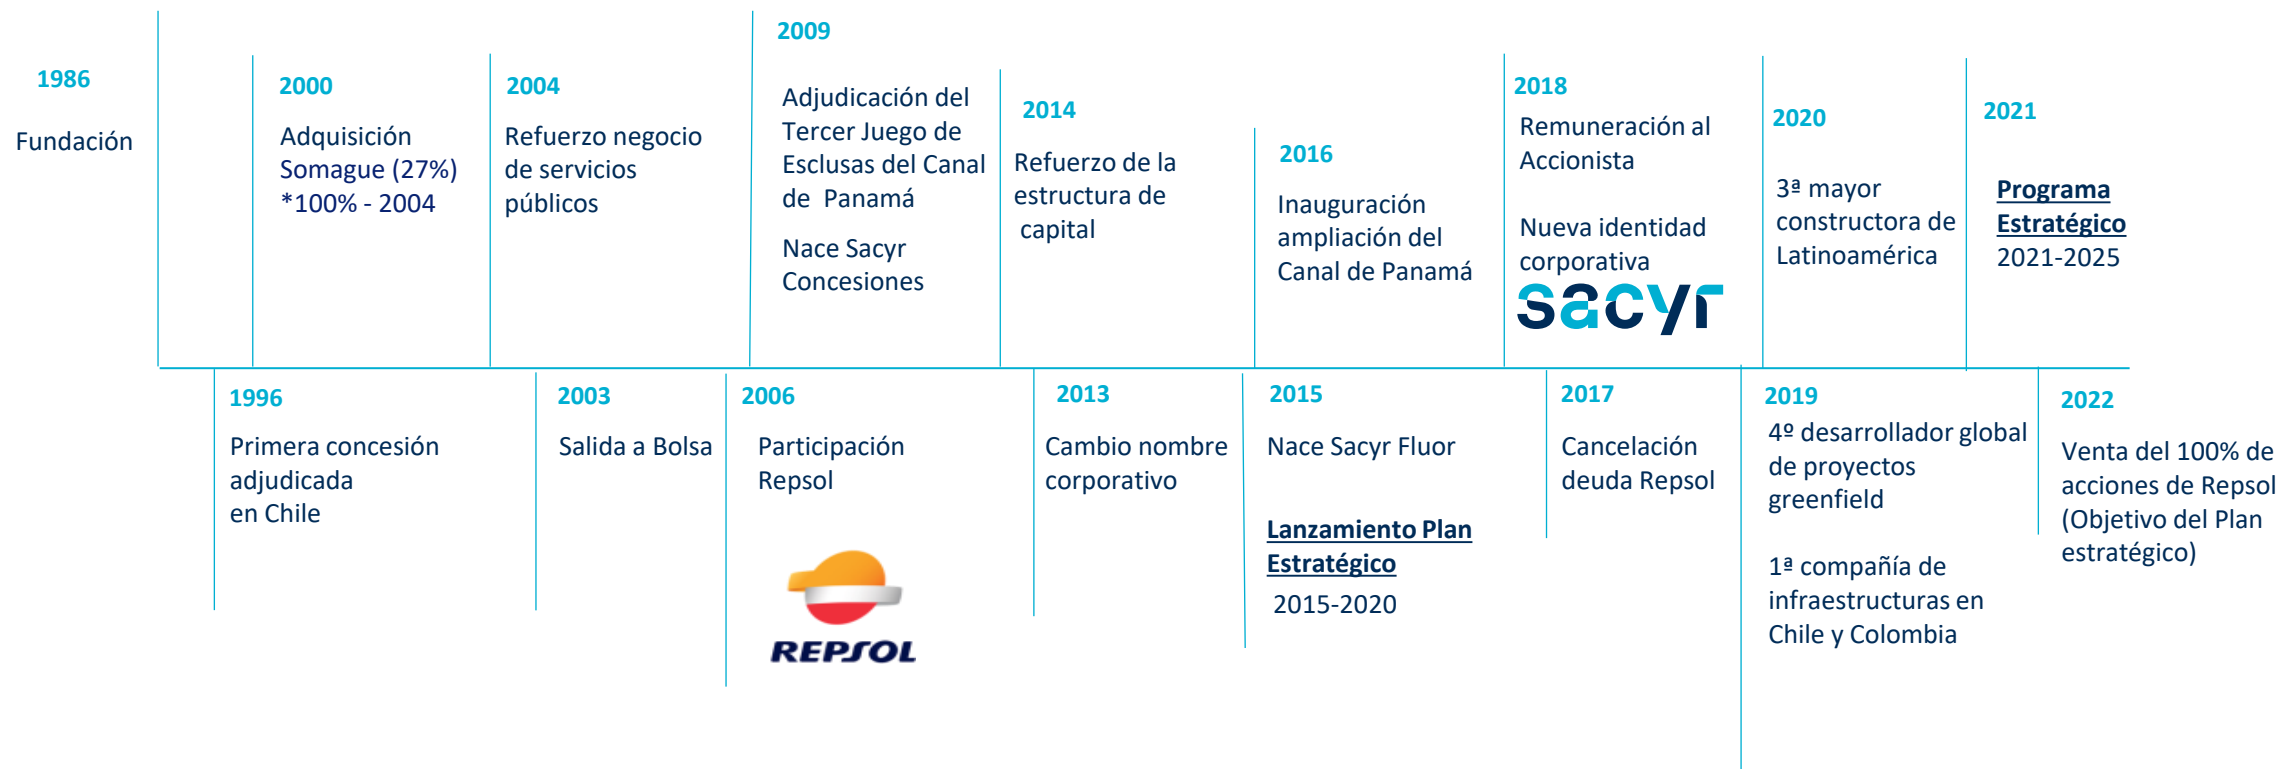 1986
Fundación
2000
Adquisición
Somague (27%)
*100% - 2004
2004
Refuerzo negocio
de servicios
públicos
2009
Adjudicación del
Tercer Juego de
Esclusas del Canal
de Panamá
Nace Sacyr
Concesiones
2014
Refuerzo de la
estructura de
capital
2016
Inauguración
ampliación del
Canal de Panamá
2018
Remuneración al
Accionista
Nueva identidad
corporativa
sacyr
2020
3ª mayor
constructora de
Latinoamérica
2021
Programa
Estratégico
2021-2025
1996
Primera concesión
adjudicada
en Chile
2003
Salida a Bolsa
2006
Participación
Repsol
REPSOL
2013
Cambio nombre
corporativo
2015
Nace Sacyr Fluor
Lanzamiento Plan
Estratégico
2015-2020
2017
Cancelación
deuda Repsol
2019
4º desarrollador global
de proyectos
greenfield
1ª compañía de
infraestructuras en
Chile y Colombia
2022
Venta del 100% de
acciones de Repsol
(Objetivo del Plan
estratégico)